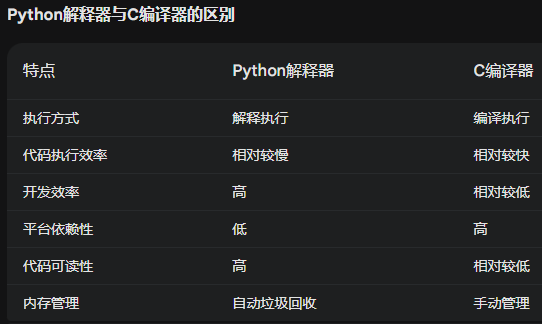 Python解释器与C编译器的区别
特点 Python解释器 C编译器
执行方式 解释执行 编译执行
代码执行效率 相对较慢 相对较快
开发效率 高 相对较低
平台依赖性 低 高
代码可读性 高 相对较低
内存管理 自动垃圾回收 手动管理